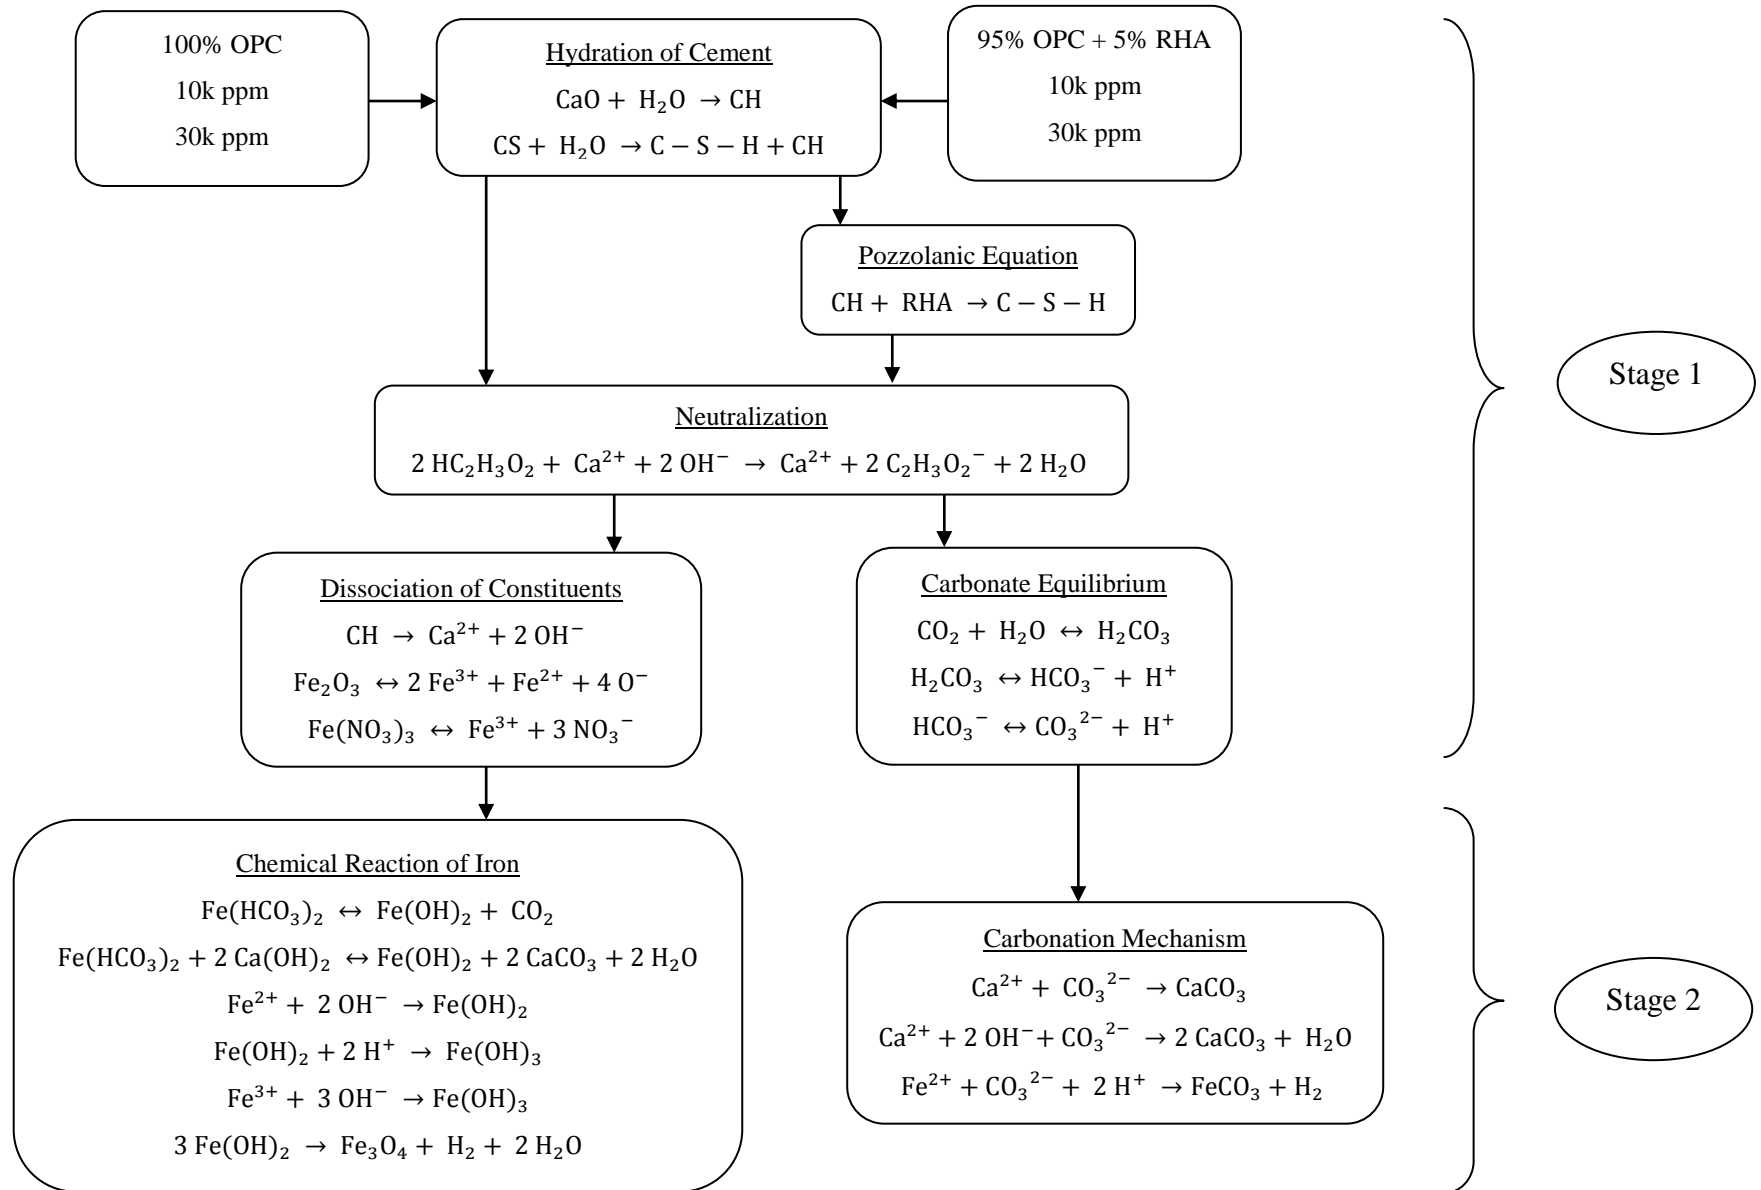 100% OPC
10k ppm
30k ppm
Hydration of Cement
CaO + H₂O → CH
CS + H₂O → C − S − H + CH
95% OPC + 5% RHA
10k ppm
30k ppm
Pozzolanic Equation
CH + RHA → C − S − H
Neutralization
2 HC₂H₃O₂ + Ca²⁺ + 2 OH⁻ → Ca²⁺ + 2 C₂H₃O₂⁻ + 2 H₂O
Stage 1
Dissociation of Constituents
CH → Ca²⁺ + 2 OH⁻
Fe₂O₃ ↔ 2 Fe³⁺ + Fe²⁺ + 4 O⁻
Fe(NO₃)₃ ↔ Fe³⁺ + 3 NO₃⁻
Carbonate Equilibrium
CO₂ + H₂O ↔ H₂CO₃
H₂CO₃ ↔ HCO₃⁻ + H⁺
HCO₃⁻ ↔ CO₃²⁻ + H⁺
Chemical Reaction of Iron
Fe(HCO₃)₂ ↔ Fe(OH)₂ + CO₂
Fe(HCO₃)₂ + 2 Ca(OH)₂ ↔ Fe(OH)₂ + 2 CaCO₃ + 2 H₂O
Fe²⁺ + 2 OH⁻ → Fe(OH)₂
Fe(OH)₂ + 2 H⁺ → Fe(OH)₃
Fe³⁺ + 3 OH⁻ → Fe(OH)₃
3 Fe(OH)₂ → Fe₃O₄ + H₂ + 2 H₂O
Carbonation Mechanism
Ca²⁺ + CO₃²⁻ → CaCO₃
Ca²⁺ + 2 OH⁻ + CO₃²⁻ → 2 CaCO₃ + H₂O
Fe²⁺ + CO₃²⁻ + 2 H⁺ → FeCO₃ + H₂
Stage 2